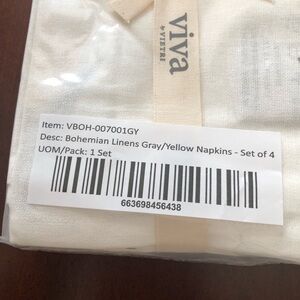 viva
by VIETRI
Item: VBOH-007001GY
Desc: Bohemian Linens Gray/Yellow Napkins - Set of 4
UOM/Pack: 1 Set
663698456438